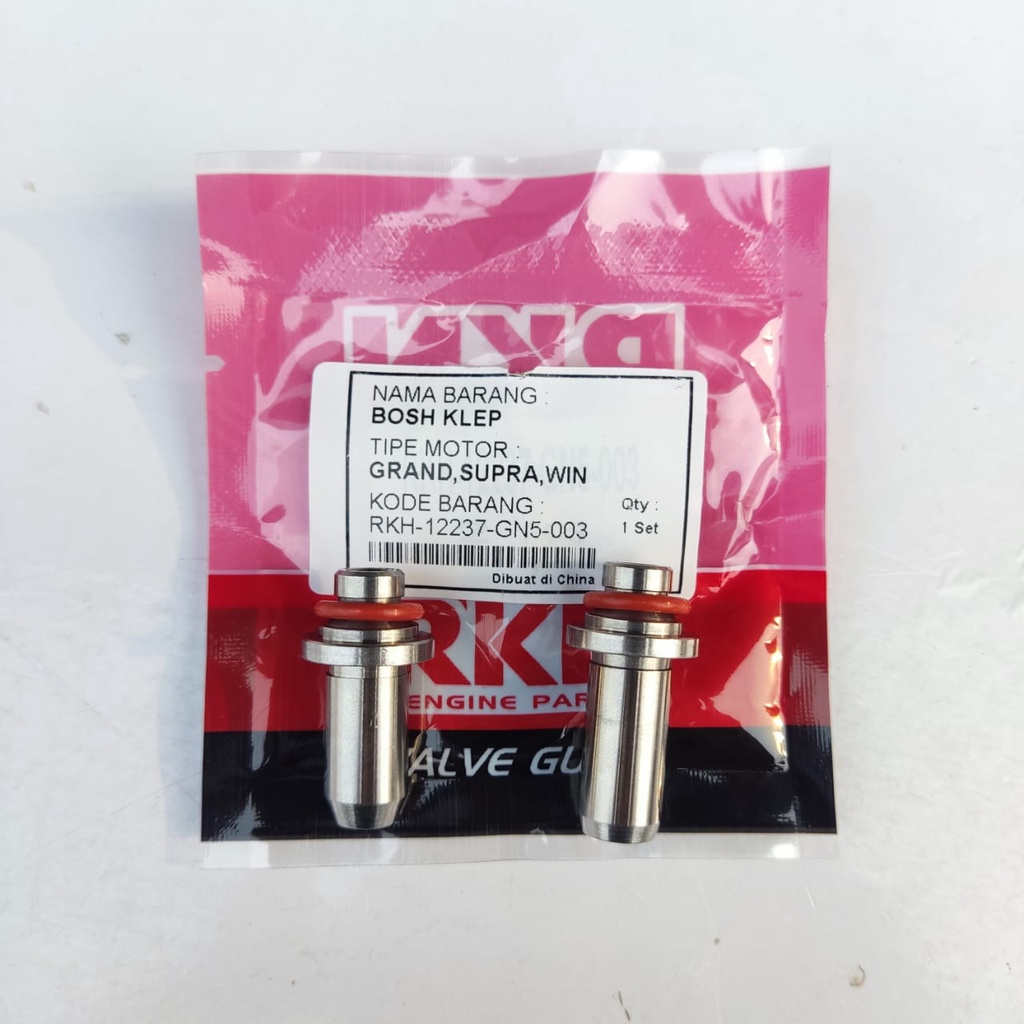 NAMA BARANG :
BOSH KLEP
TIPE MOTOR :
GRAND,SUPRA,WIN
KODE BARANG :
Qty :
RKH-12237-GN5-003
1 Set
Dibuat di China
RK
ENGINE PAR
ALVE GU